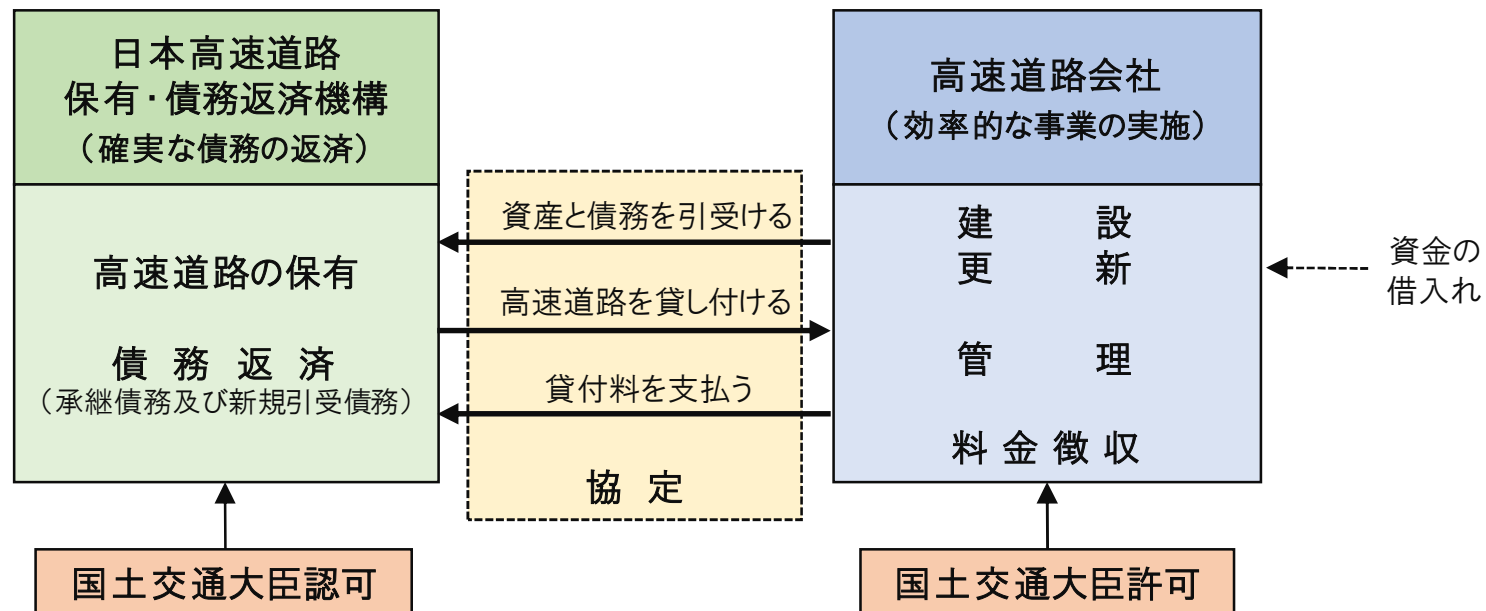 日本高速道路
保有・債務返済機構
（確実な債務の返済）
高速道路の保有
債務返済
（承継債務及び新規引受債務）
国土交通大臣認可
資産と債務を引受ける
高速道路を貸し付ける
貸付料を支払う
協定
高速道路会社
（効率的な事業の実施）
建設
更新
管理
料金徴収
国土交通大臣許可
資金の
借入れ